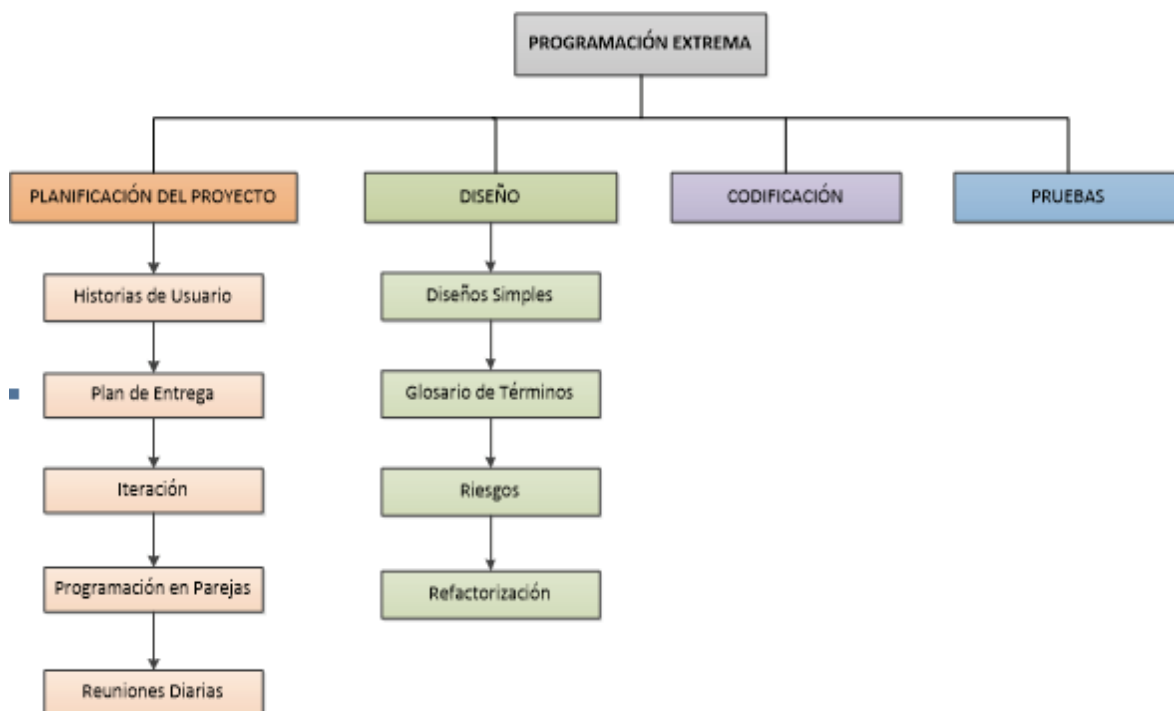 PROGRAMACIÓN EXTREMA
PLANIFICACIÓN DEL PROYECTO
DISEÑO
CODIFICACIÓN
PRUEBAS
Historias de Usuario
Diseños Simples
Plan de Entrega
Glosario de Términos
Iteración
Riesgos
Programación en Parejas
Refactorización
Reuniones Diarias